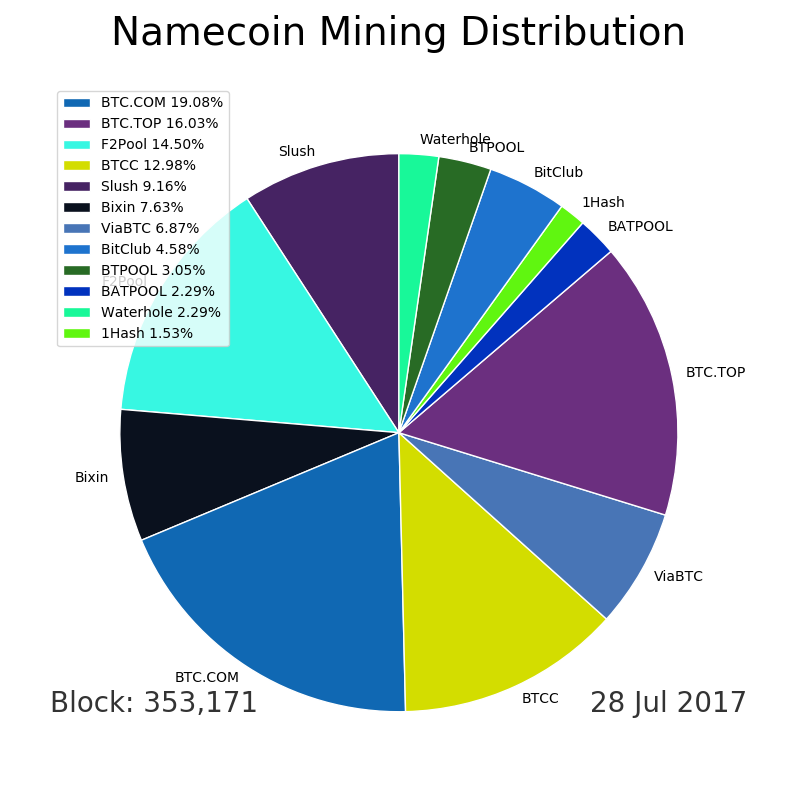 Namecoin Mining Distribution
BTC.COM 19.08%
BTC.TOP 16.03%
F2Pool 14.50%
BTCC 12.98%
Slush 9.16%
Bixin 7.63%
ViaBTC 6.87%
BitClub 4.58%
BTPOOL 3.05%
BATPOOL 2.29%
Waterhole 2.29%
1Hash 1.53%
Waterhole
BTPOOL
Slush
BitClub
1Hash
BATPOOL
F2Pool
BTC.TOP
Bixin
ViaBTC
BTC.COM
BTCC
Block: 353,171
28 Jul 2017